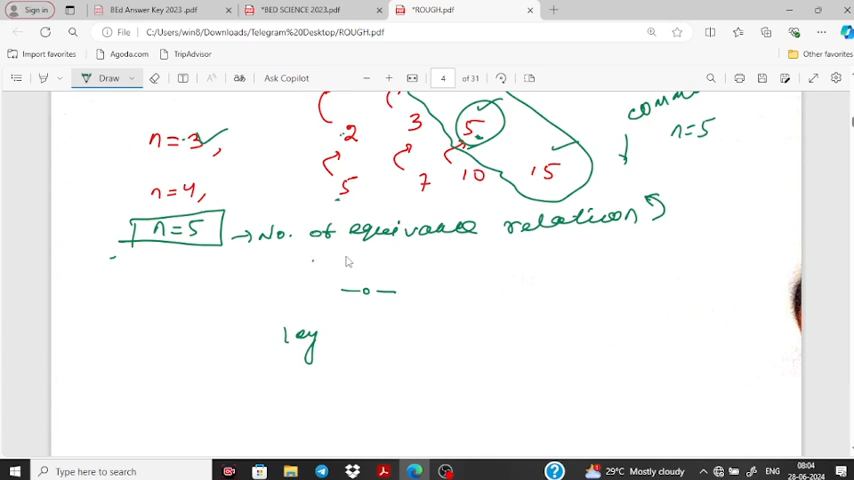 Sign in
BEd Answer Key 2023 .pdf
*BED SCIENCE 2023.pdf
*ROUGH.pdf
File
C:/Users/win8/Downloads/Telegram%20Desktop/ROUGH.pdf
Import favorites
Agoda.com
TripAdvisor
Other favorites
Draw
Ask Copilot
4
of 31
n = 3,
2
3
5
n=5
n=4,
5
7
10
15
n=5
→ No. of equivalance relation
—o—
key
Type here to search
29°C Mostly cloudy
ENG
08:04
28-06-2024